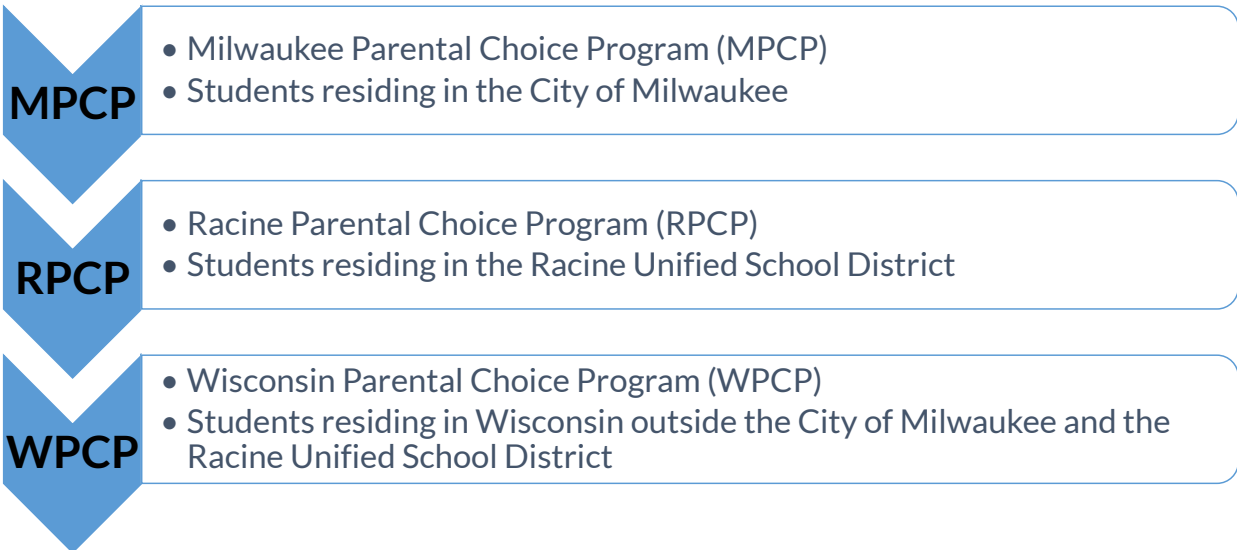 MPCP
• Milwaukee Parental Choice Program (MPCP)
• Students residing in the City of Milwaukee
RPCP
• Racine Parental Choice Program (RPCP)
• Students residing in the Racine Unified School District
WPCP
• Wisconsin Parental Choice Program (WPCP)
• Students residing in Wisconsin outside the City of Milwaukee and the
Racine Unified School District